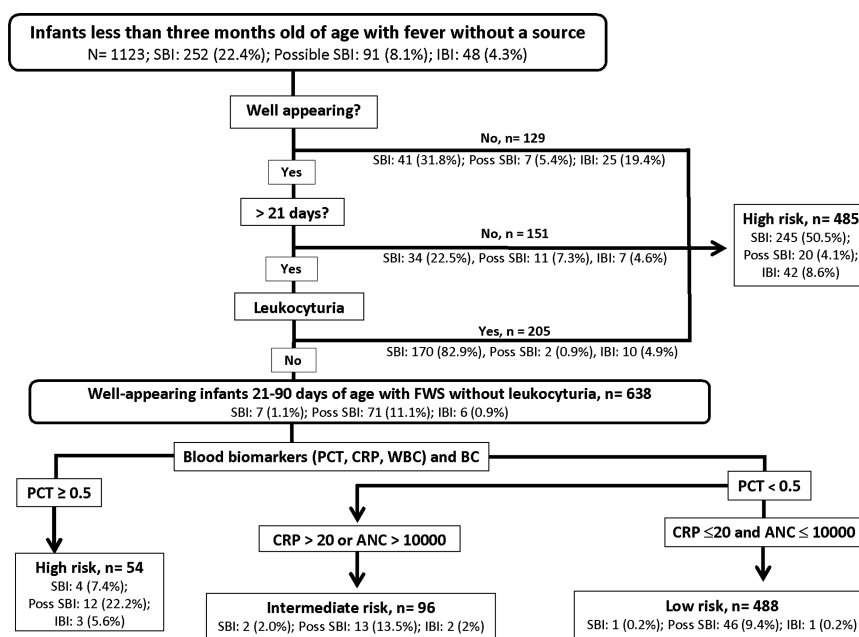 Infants less than three months old of age with fever without a source
N= 1123; SBI: 252 (22.4%); Possible SBI: 91 (8.1%); IBI: 48 (4.3%)
Well appearing?
No, n= 129
SBI: 41 (31.8%); Poss SBI: 7 (5.4%); IBI: 25 (19.4%)
Yes
> 21 days?
No, n = 151
SBI: 34 (22.5%), Poss SBI: 11 (7.3%), IBI: 7 (4.6%)
High risk, n= 485
SBI: 245 (50.5%);
Poss SBI: 20 (4.1%);
IBI: 42 (8.6%)
Yes
Leukocyturia
Yes, n = 205
SBI: 170 (82.9%), Poss SBI: 2 (0.9%), IBI: 10 (4.9%)
No
Well-appearing infants 21-90 days of age with FWS without leukocyturia, n= 638
SBI: 7 (1.1%); Poss SBI: 71 (11.1%); IBI: 6 (0.9%)
Blood biomarkers (PCT, CRP, WBC) and BC
PCT ≥ 0.5
PCT < 0.5
CRP > 20 or ANC > 10000
CRP ≤20 and ANC ≤ 10000
High risk, n= 54
SBI: 4 (7.4%);
Poss SBI: 12 (22.2%);
IBI: 3 (5.6%)
Intermediate risk, n= 96
SBI: 2 (2.0%); Poss SBI: 13 (13.5%); IBI: 2 (2%)
Low risk, n= 488
SBI: 1 (0.2%); Poss SBI: 46 (9.4%); IBI: 1 (0.2%)